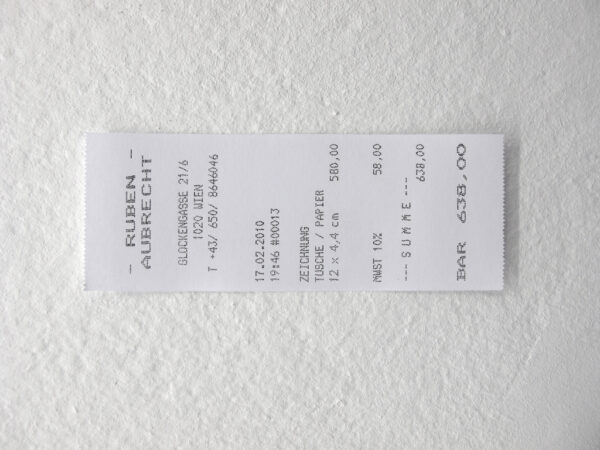 - RUBEN -
AUBRECHT
GLOCKENGASSE 21/6
1020 WIEN
T +43/ 650/ 8646046
17.02.2010
19:46 #00013
ZEICHNUNG
TUSCHE / PAPIER
12 x 4,4 cm 580,00
MWST 10% 58,00
--- S U M M E ---
638,00
BAR 638,00